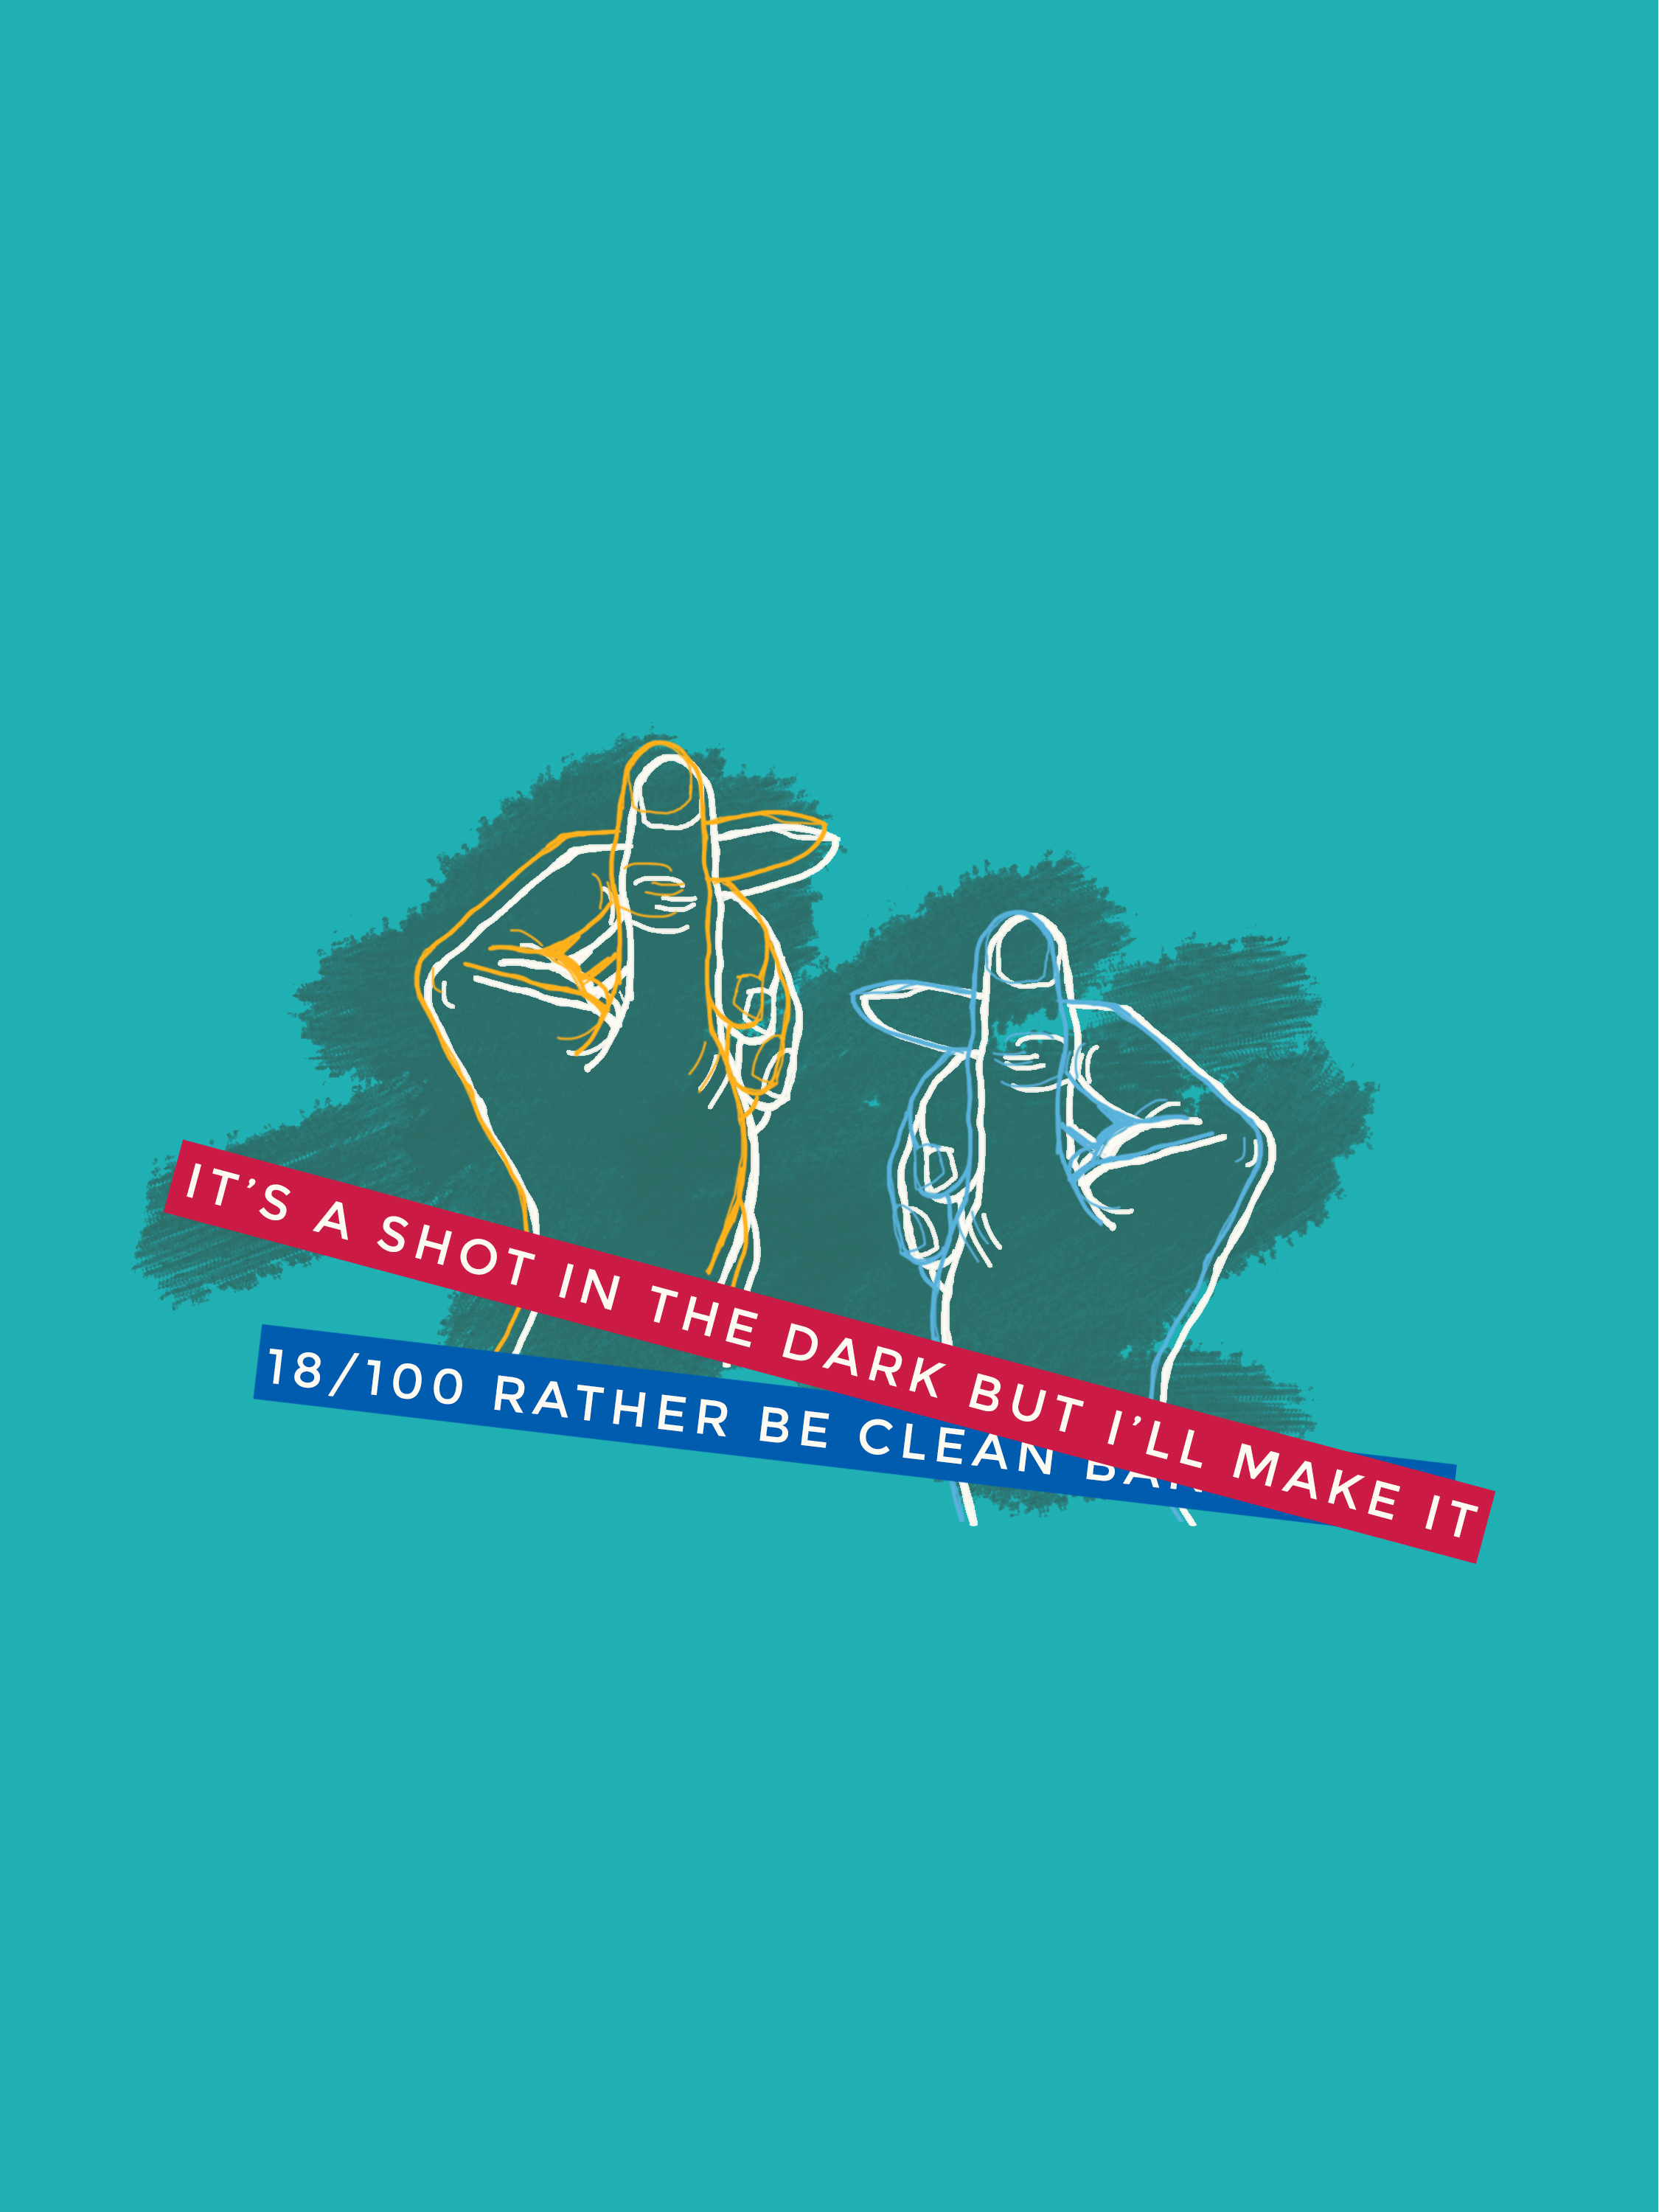 IT'S A SHOT IN THE DARK BUT I'LL MAKE IT
18/100 RATHER BE CLEAN